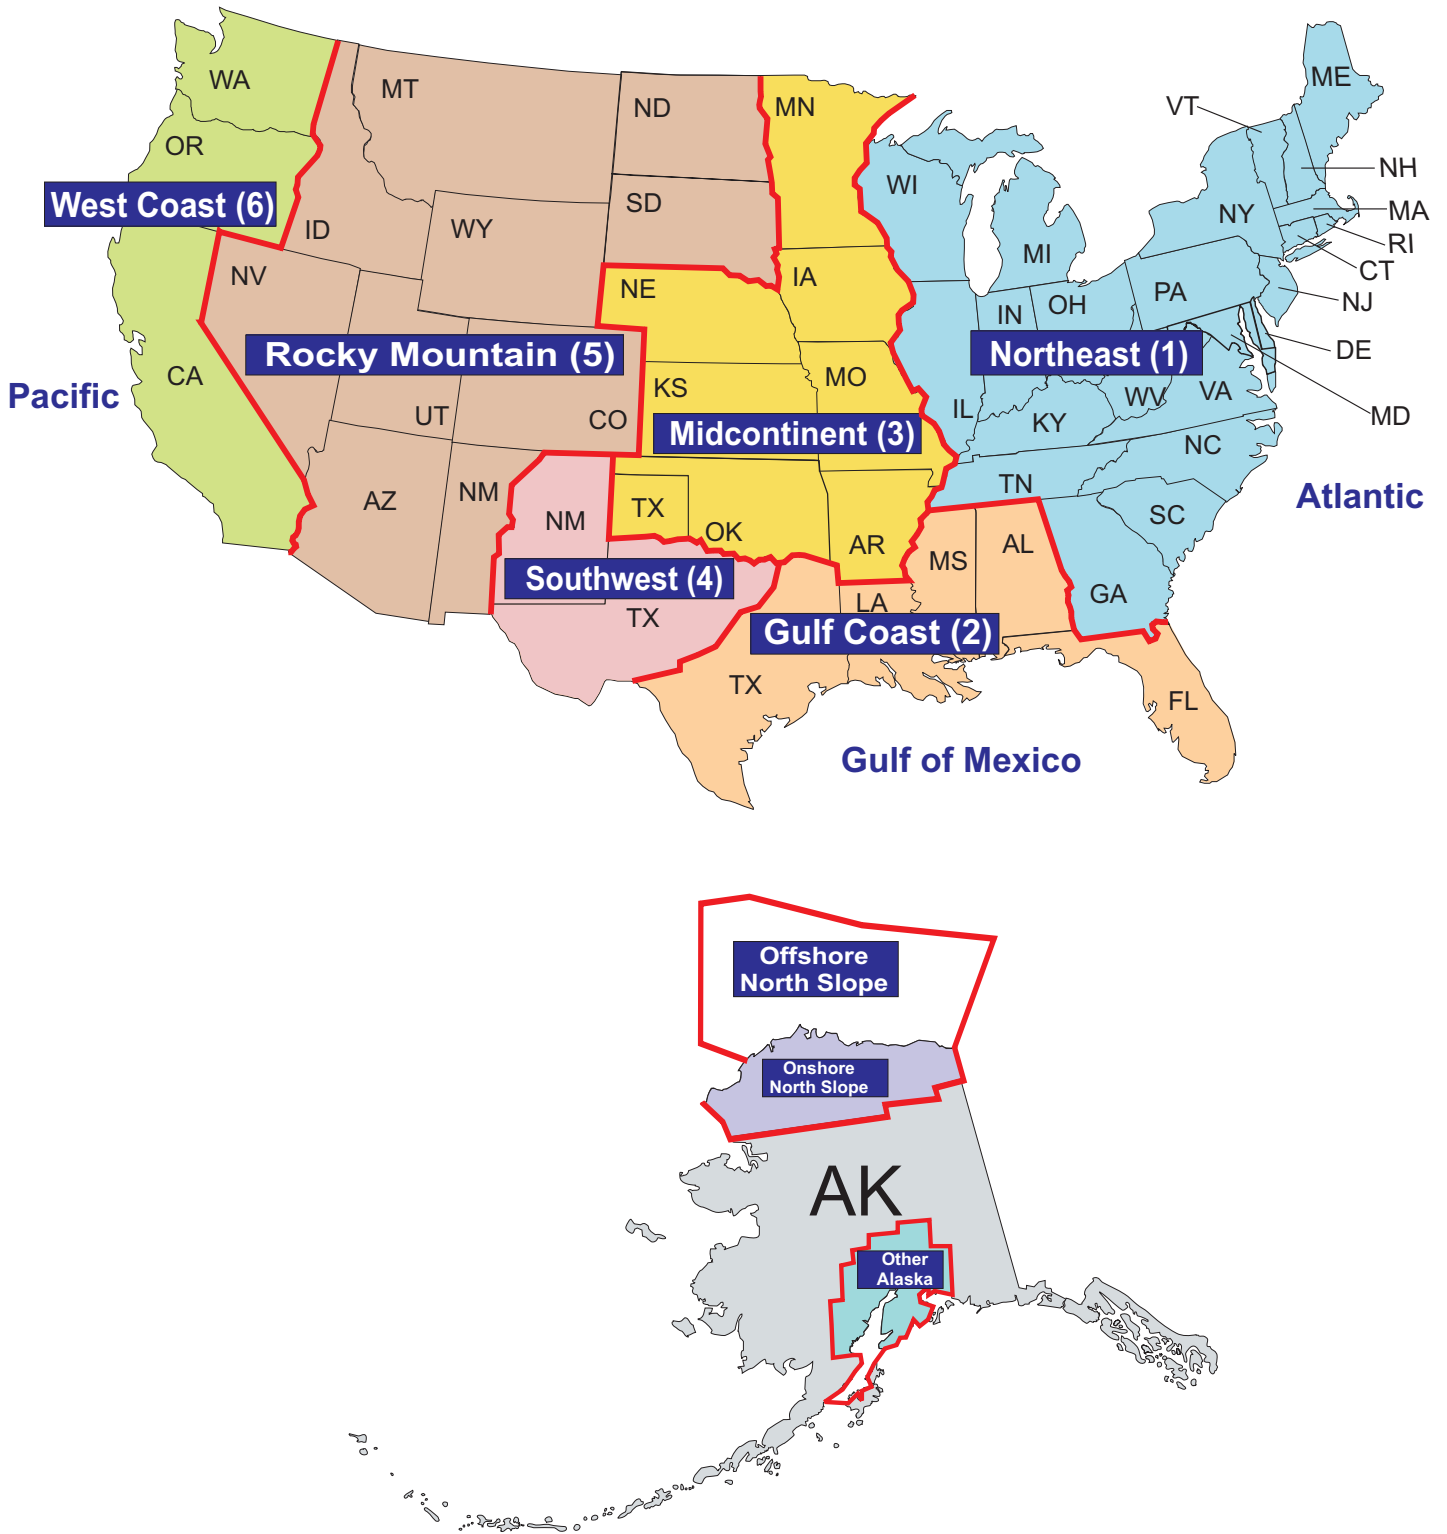 WA
MT
ND
MN
ME
VT
OR
NH
WI
SD
West Coast (6)
ID
WY
NY
MA
RI
NV
NE
IA
MI
CT
PA
NJ
IN
OH
Rocky Mountain (5)
Northeast (1)
DE
Pacific
CA
KS
MO
WV
VA
MD
UT
CO
IL
KY
Midcontinent (3)
NC
TN
Atlantic
AZ
NM
NM
TX
OK
SC
AR
MS
AL
Southwest (4)
GA
TX
LA
Gulf Coast (2)
TX
FL
Gulf of Mexico
Offshore
North Slope
Onshore
North Slope
AK
Other
Alaska